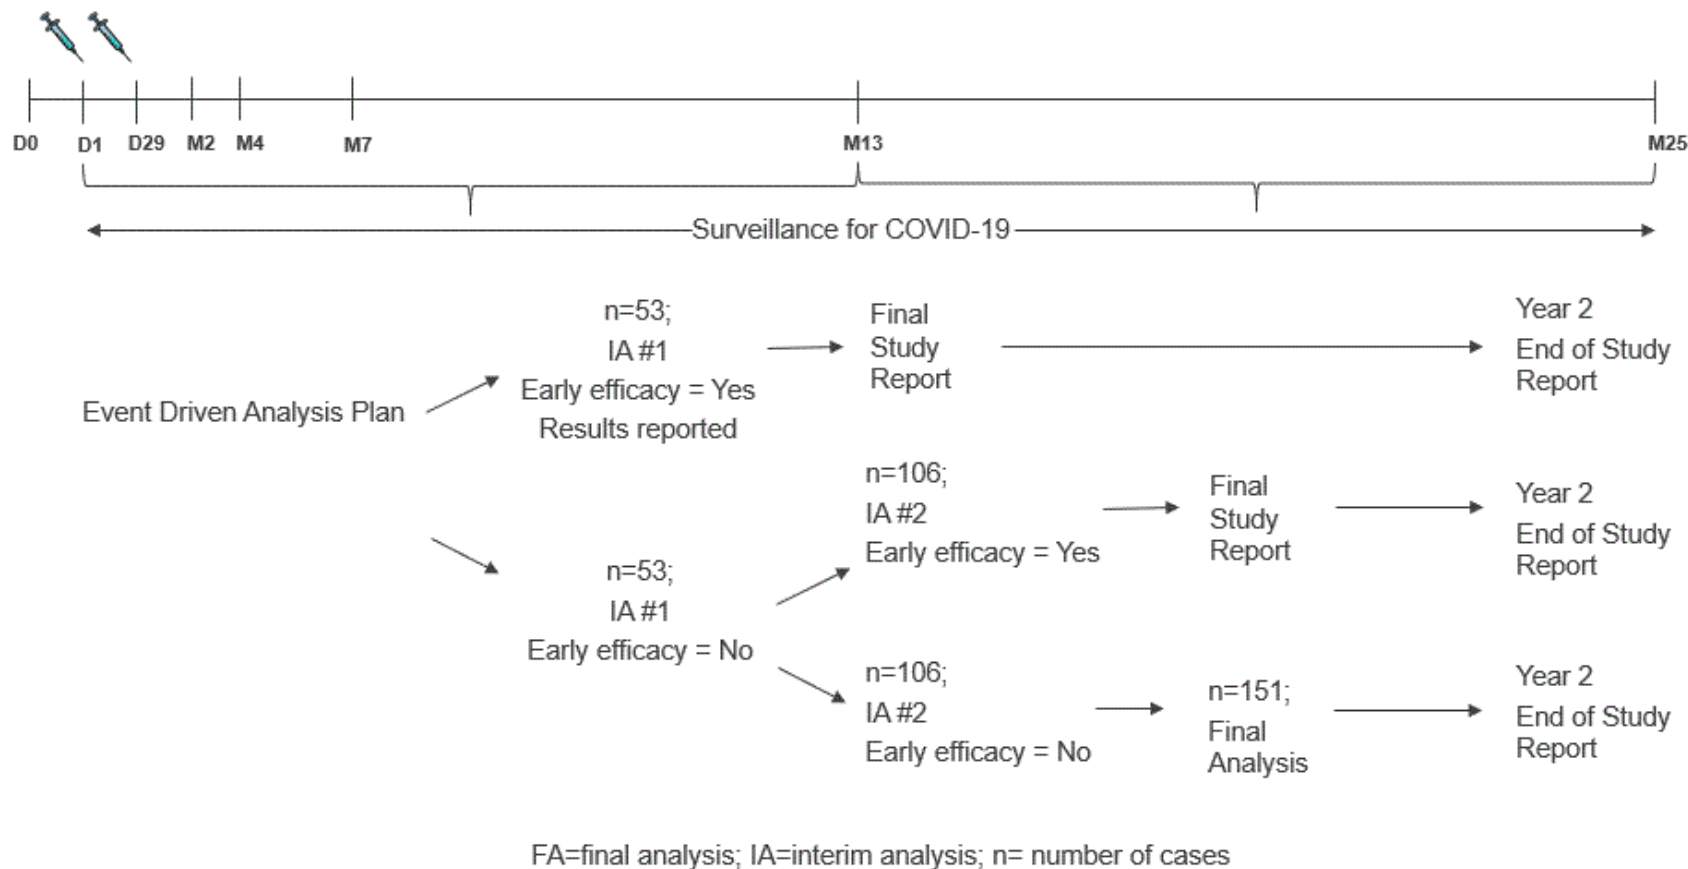 D0 D1 D29 M2 M4 M7 M13 M25
Surveillance for COVID-19
Event Driven Analysis Plan
n=53;
IA #1
Early efficacy = Yes
Results reported
Final
Study
Report
Year 2
End of Study
Report
n=53;
IA #1
Early efficacy = No
n=106;
IA #2
Early efficacy = Yes
Final
Study
Report
Year 2
End of Study
Report
n=106;
IA #2
Early efficacy = No
n=151;
Final
Analysis
Year 2
End of Study
Report
FA=final analysis; IA=interim analysis; n= number of cases